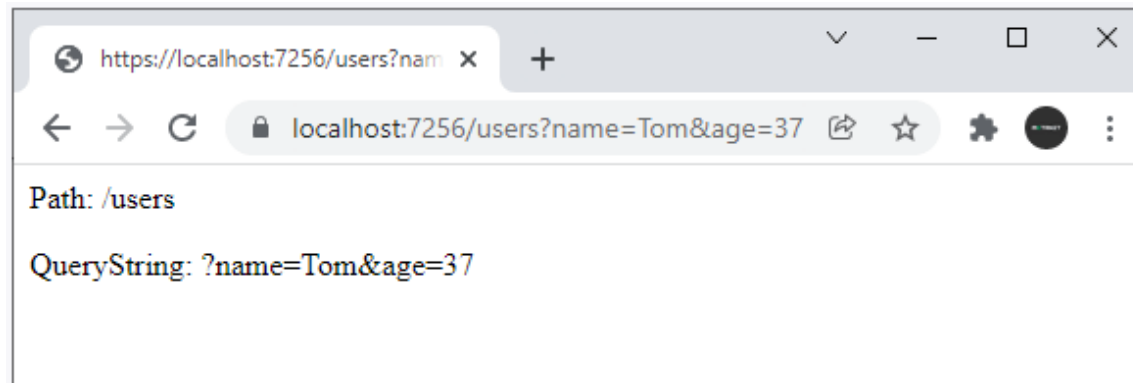 https://localhost:7256/users?nam
localhost:7256/users?name=Tom&age=37
Path: /users
QueryString: ?name=Tom&age=37